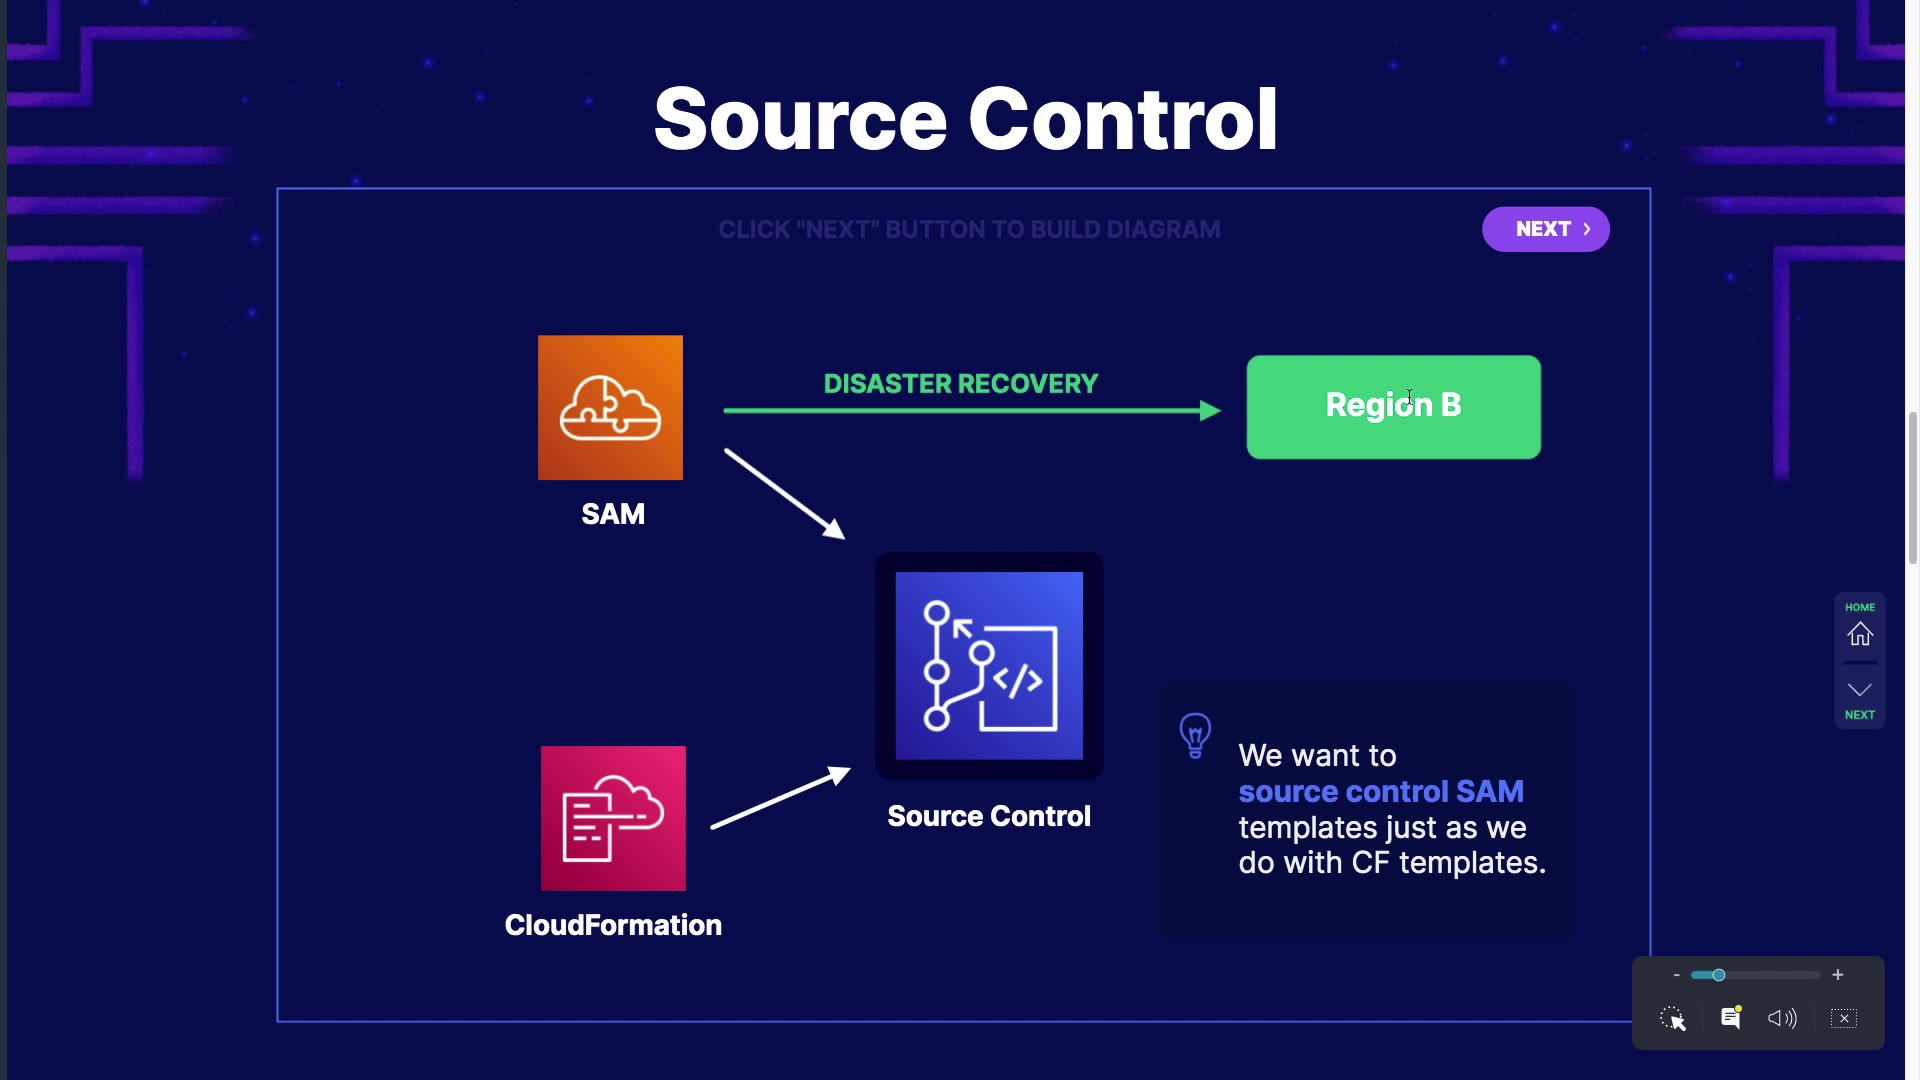 Source Control
CLICK "NEXT" BUTTON TO BUILD DIAGRAM
NEXT
DISASTER RECOVERY
Region B
SAM
HOME
NEXT
Source Control
We want to
source control SAM
templates just as we
do with CF templates.
CloudFormation